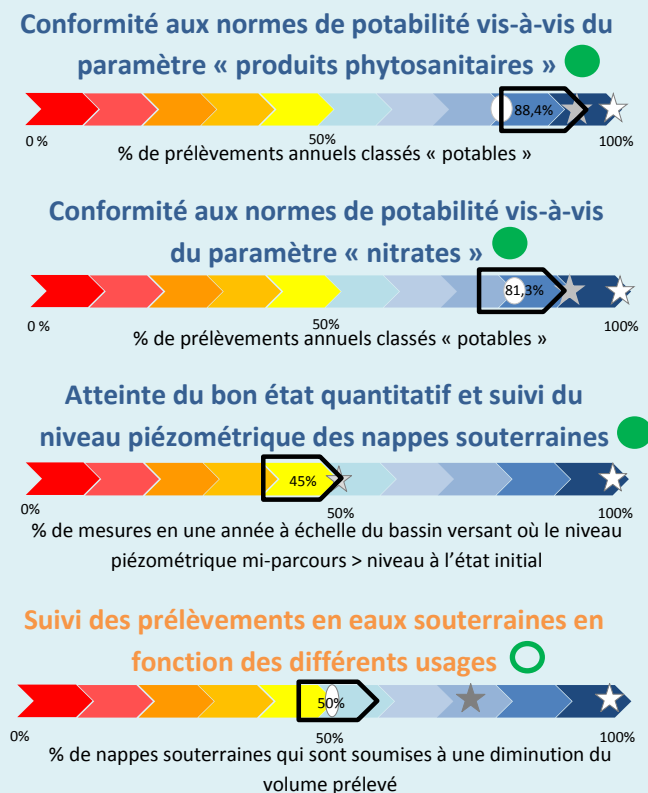 Conformité aux normes de potabilité vis-à-vis du
paramètre « produits phytosanitaires »
88,4%
0 %
50%
100%
% de prélèvements annuels classés « potables »
Conformité aux normes de potabilité vis-à-vis
du paramètre « nitrates »
81,3%
0 %
50%
100%
% de prélèvements annuels classés « potables »
Atteinte du bon état quantitatif et suivi du
niveau piézométrique des nappes souterraines
45%
0%
50%
100%
% de mesures en une année à échelle du bassin versant où le niveau
piézométrique mi-parcours > niveau à l’état initial
Suivi des prélèvements en eaux souterraines en
fonction des différents usages
50%
0%
50%
100%
% de nappes souterraines qui sont soumises à une diminution du
volume prélevé